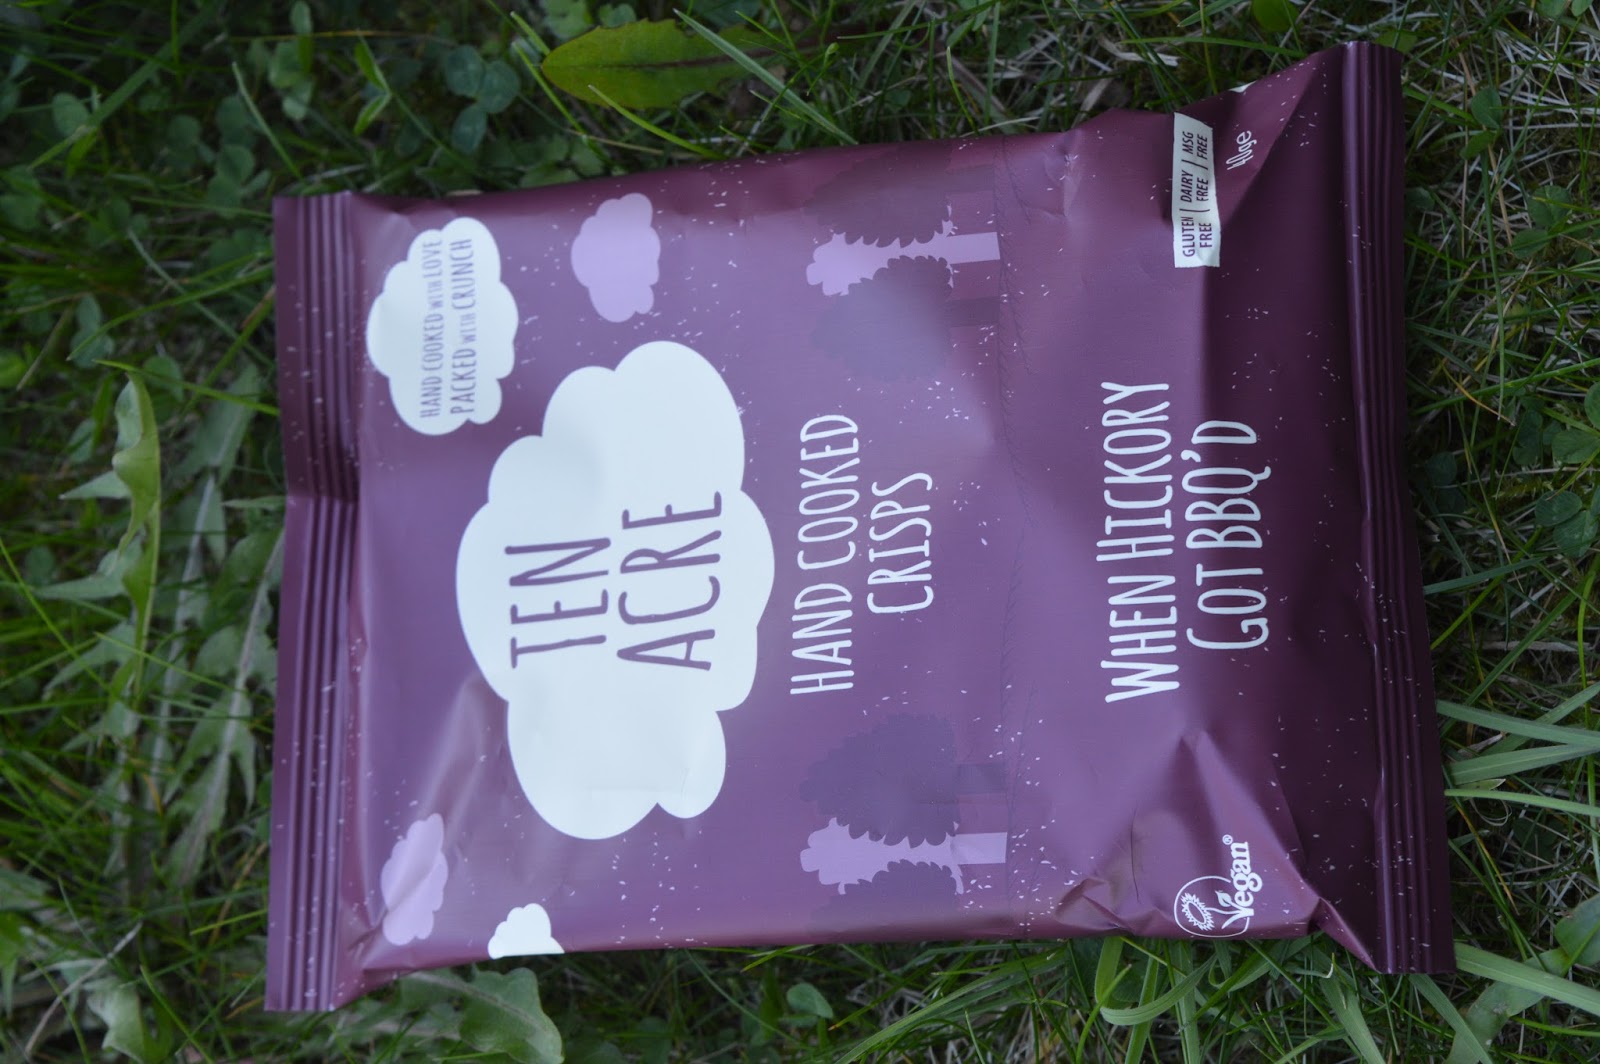 HAND COOKED WITH LOVE
PACKED WITH CRUNCH
TEN
ACRE
HAND COOKED
CRISPS
WHEN HICKORY
GOT BBQ'D
Vegan®
GLUTEN FREE | DAIRY FREE | MSG FREE
40g e